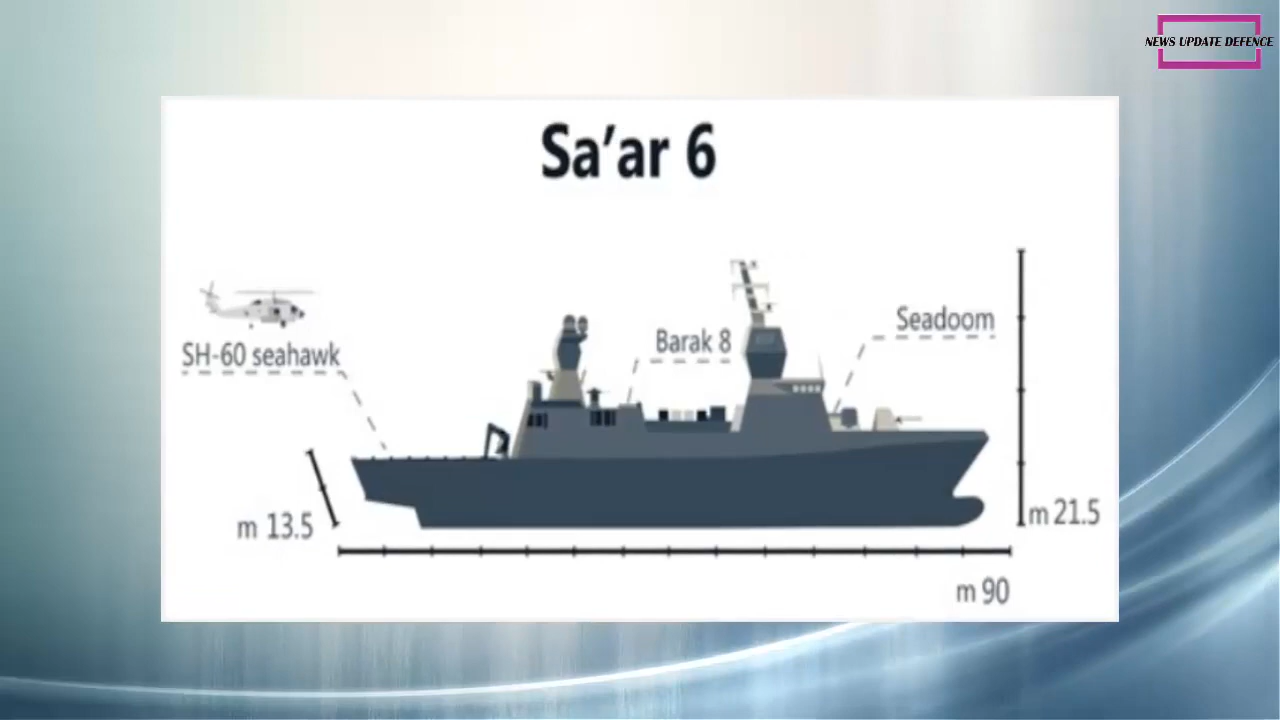 NEWS UPDATE DEFENCE
Sa'ar 6
SH-60 seahawk
Barak 8
Seadoom
m 13.5
m 21.5
m 90